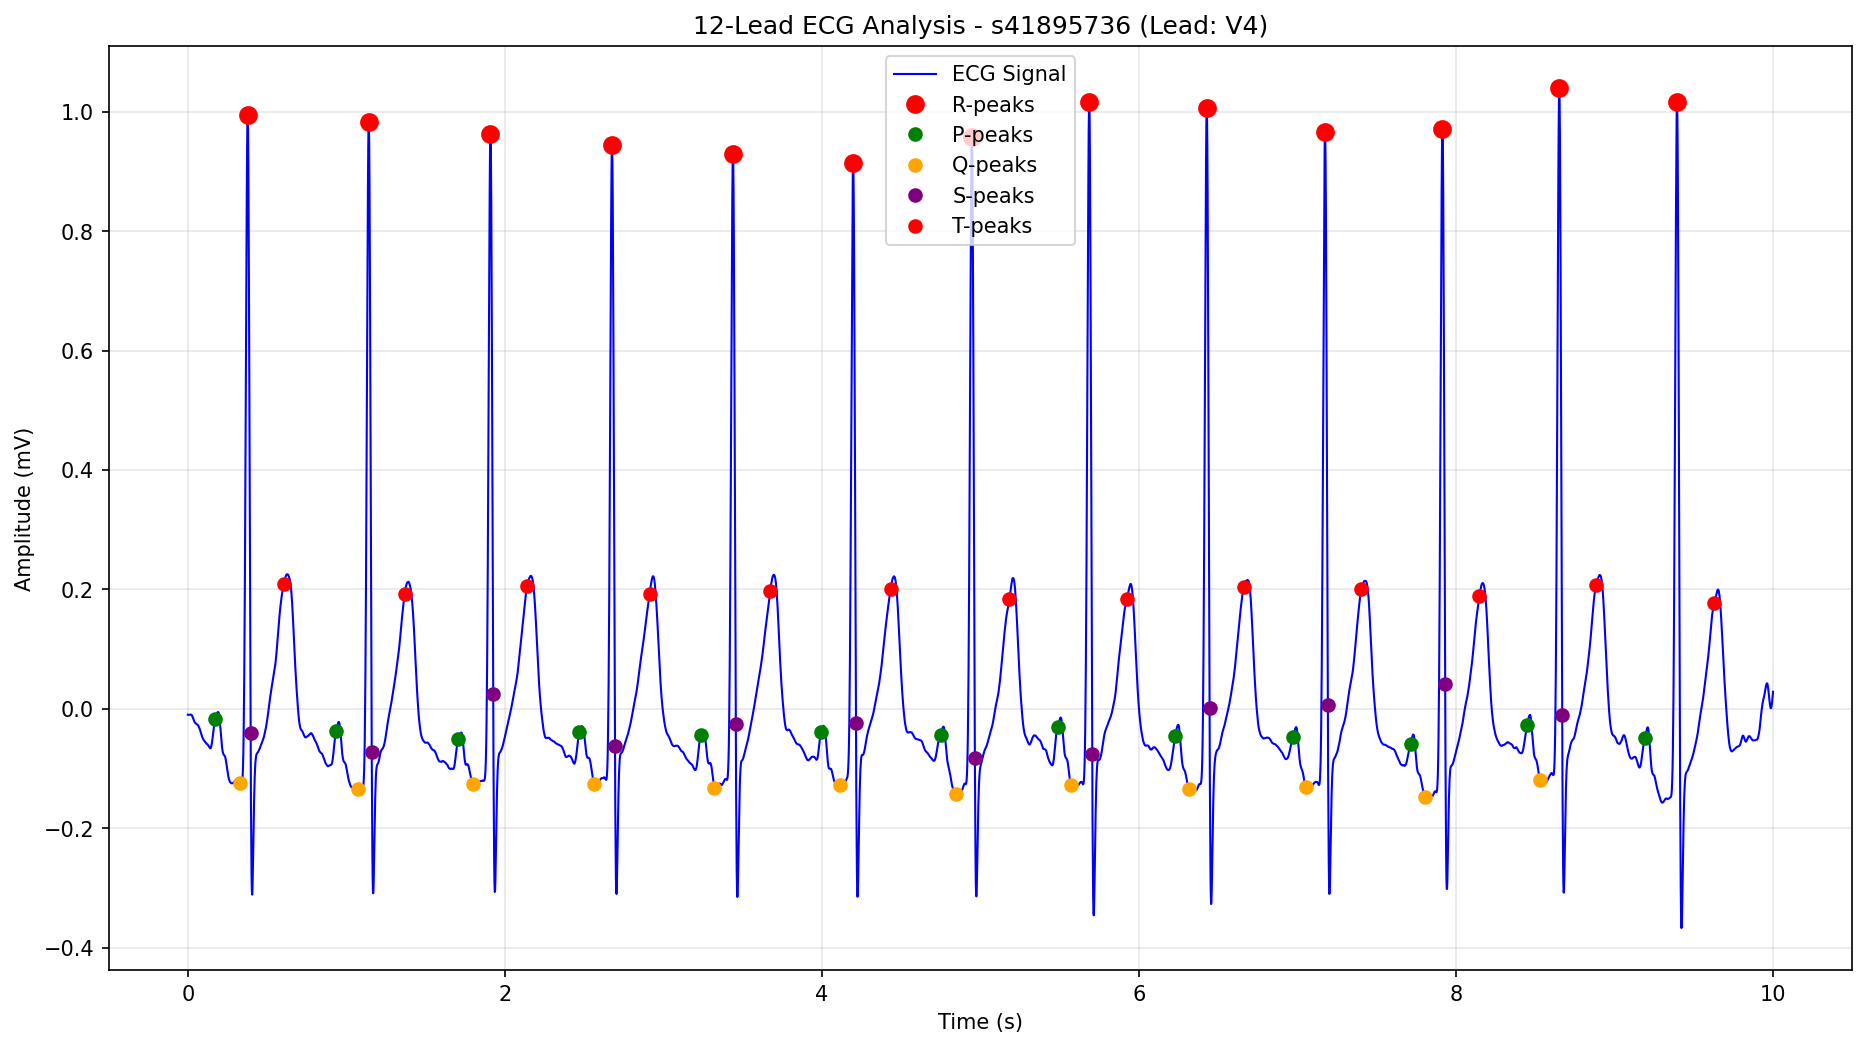 12-Lead ECG Analysis - s41895736 (Lead: V4)
ECG Signal
R-peaks
P-peaks
Q-peaks
S-peaks
T-peaks
Amplitude (mV)
1.0
0.8
0.6
0.4
0.2
0.0
−0.2
−0.4
0
2
4
6
8
10
Time (s)